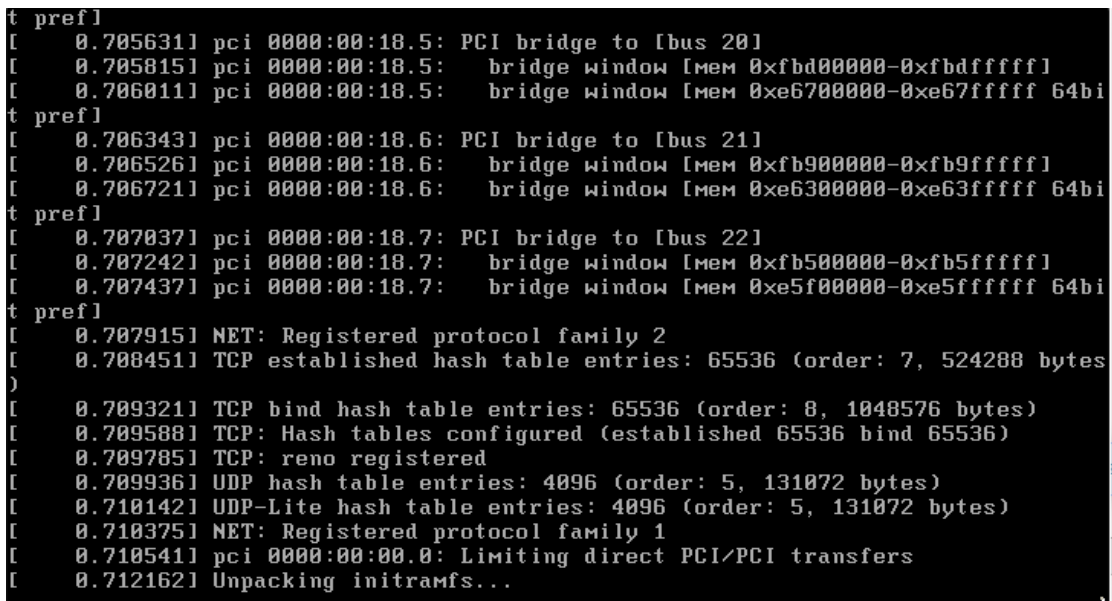 t pref]
[    0.705631] pci 0000:00:18.5: PCI bridge to [bus 20]
[    0.705815] pci 0000:00:18.5:   bridge window [mem 0xfbd00000-0xfbdfffff]
[    0.706011] pci 0000:00:18.5:   bridge window [mem 0xe6700000-0xe67fffff 64bi
t pref]
[    0.706343] pci 0000:00:18.6: PCI bridge to [bus 21]
[    0.706526] pci 0000:00:18.6:   bridge window [mem 0xfb900000-0xfb9fffff]
[    0.706721] pci 0000:00:18.6:   bridge window [mem 0xe6300000-0xe63fffff 64bi
t pref]
[    0.707037] pci 0000:00:18.7: PCI bridge to [bus 22]
[    0.707242] pci 0000:00:18.7:   bridge window [mem 0xfb500000-0xfb5fffff]
[    0.707437] pci 0000:00:18.7:   bridge window [mem 0xe5f00000-0xe5ffffff 64bi
t pref]
[    0.707915] NET: Registered protocol family 2
[    0.708451] TCP established hash table entries: 65536 (order: 7, 524288 bytes
)
[    0.709321] TCP bind hash table entries: 65536 (order: 8, 1048576 bytes)
[    0.709588] TCP: Hash tables configured (established 65536 bind 65536)
[    0.709785] TCP: reno registered
[    0.709936] UDP hash table entries: 4096 (order: 5, 131072 bytes)
[    0.710142] UDP-Lite hash table entries: 4096 (order: 5, 131072 bytes)
[    0.710375] NET: Registered protocol family 1
[    0.710541] pci 0000:00:00.0: Limiting direct PCI/PCI transfers
[    0.712162] Unpacking initramfs...